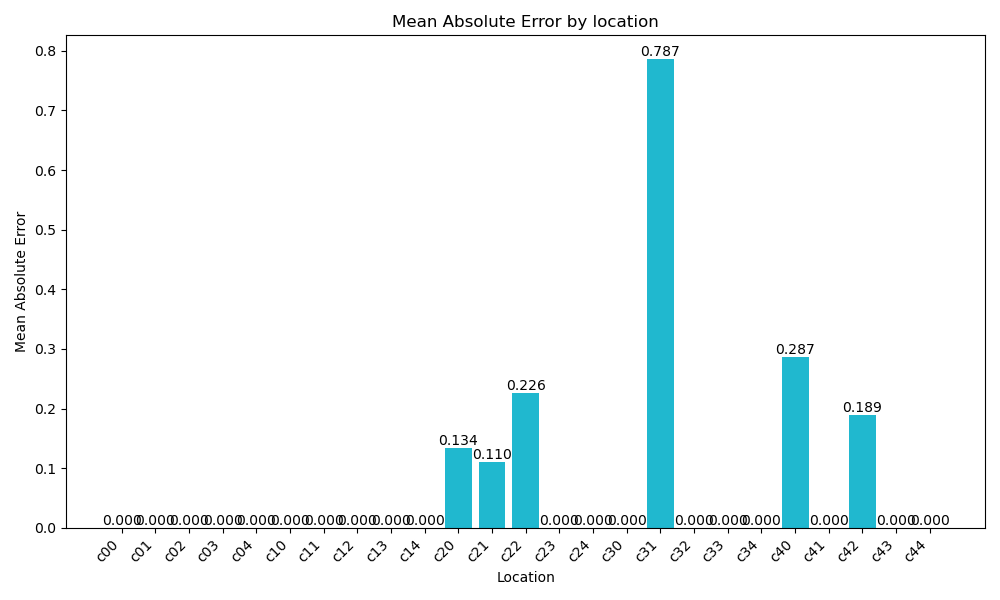 Mean Absolute Error by location
Mean Absolute Error
0.8
0.7
0.6
0.5
0.4
0.3
0.2
0.1
0.0
0.000 0.000 0.000 0.000 0.000 0.000 0.000 0.000 0.000 0.000 0.134 0.110 0.226 0.000 0.000 0.000 0.787 0.000 0.000 0.000 0.287 0.000 0.189 0.000 0.000
c00 c01 c02 c03 c04 c10 c11 c12 c13 c14 c20 c21 c22 c23 c24 c30 c31 c32 c33 c34 c40 c41 c42 c43 c44
Location